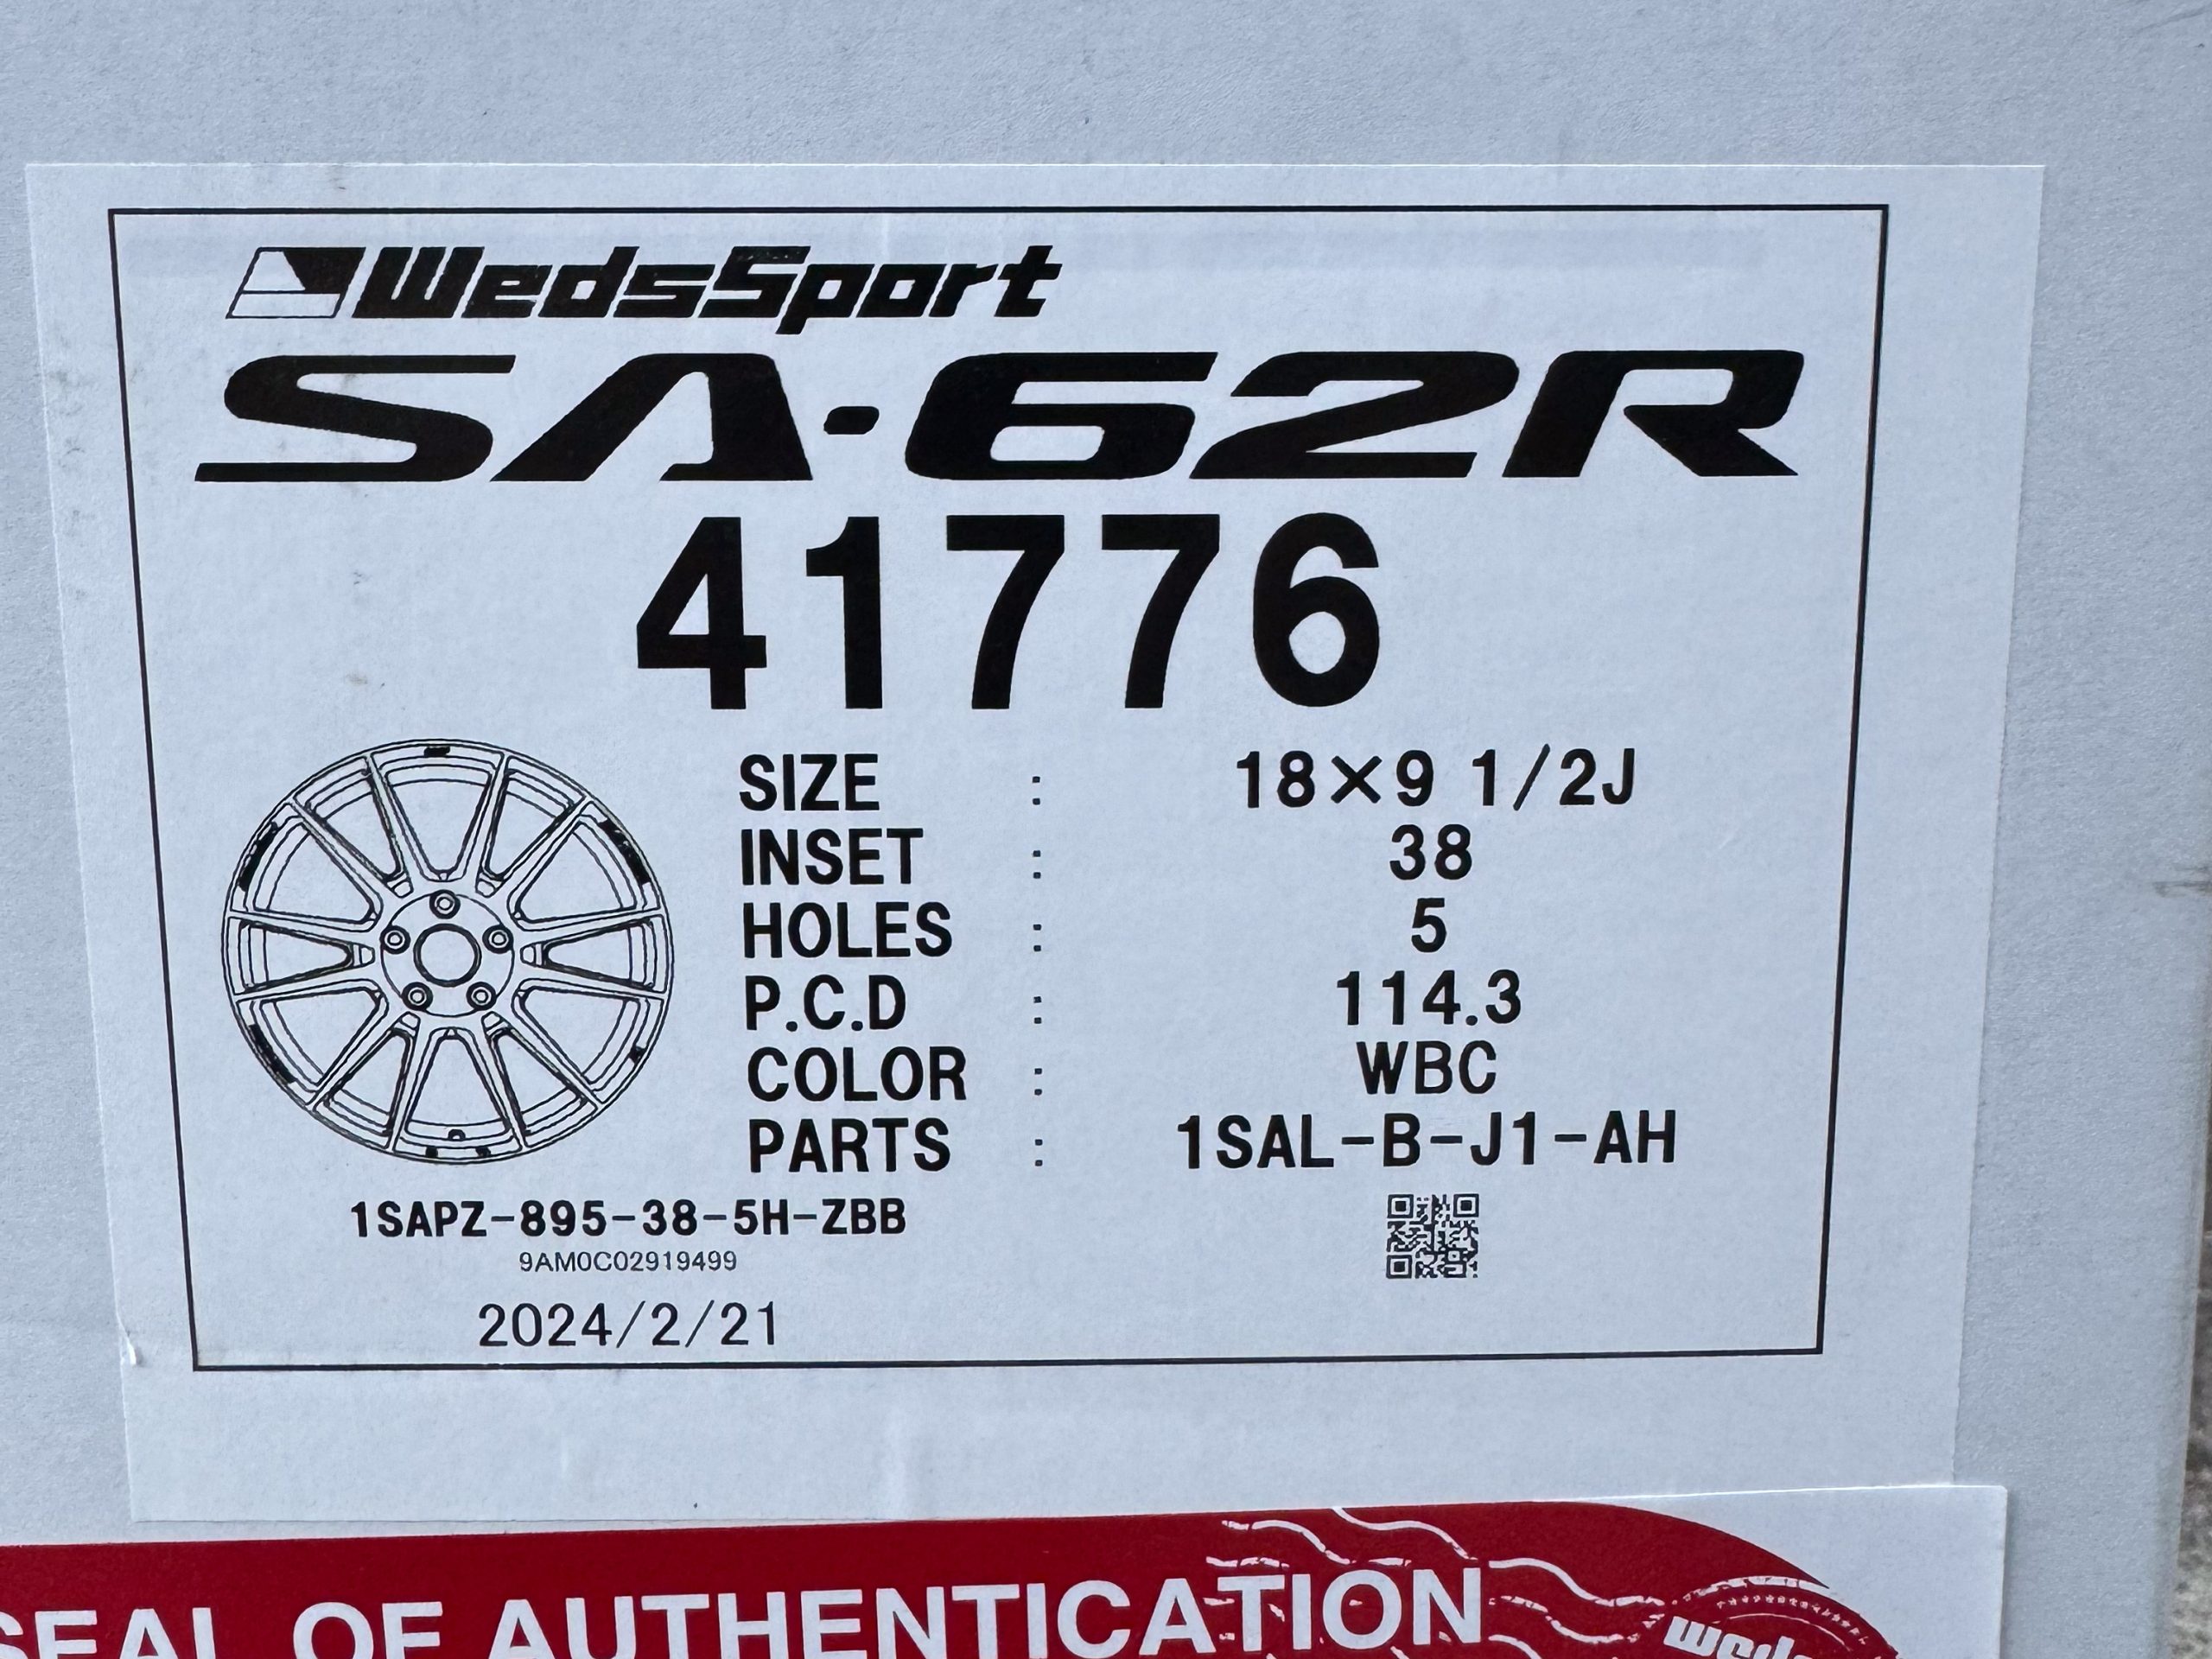 WedsSport
SA-62R
41776
SIZE : 18×9 1/2J
INSET : 38
HOLES : 5
P.C.D : 114.3
COLOR : WBC
PARTS : 1SAL-B-J1-AH
1SAPZ-895-38-5H-ZBB
9AM0C02919499
2024/2/21
SEAL OF AUTHENTICATION
weds